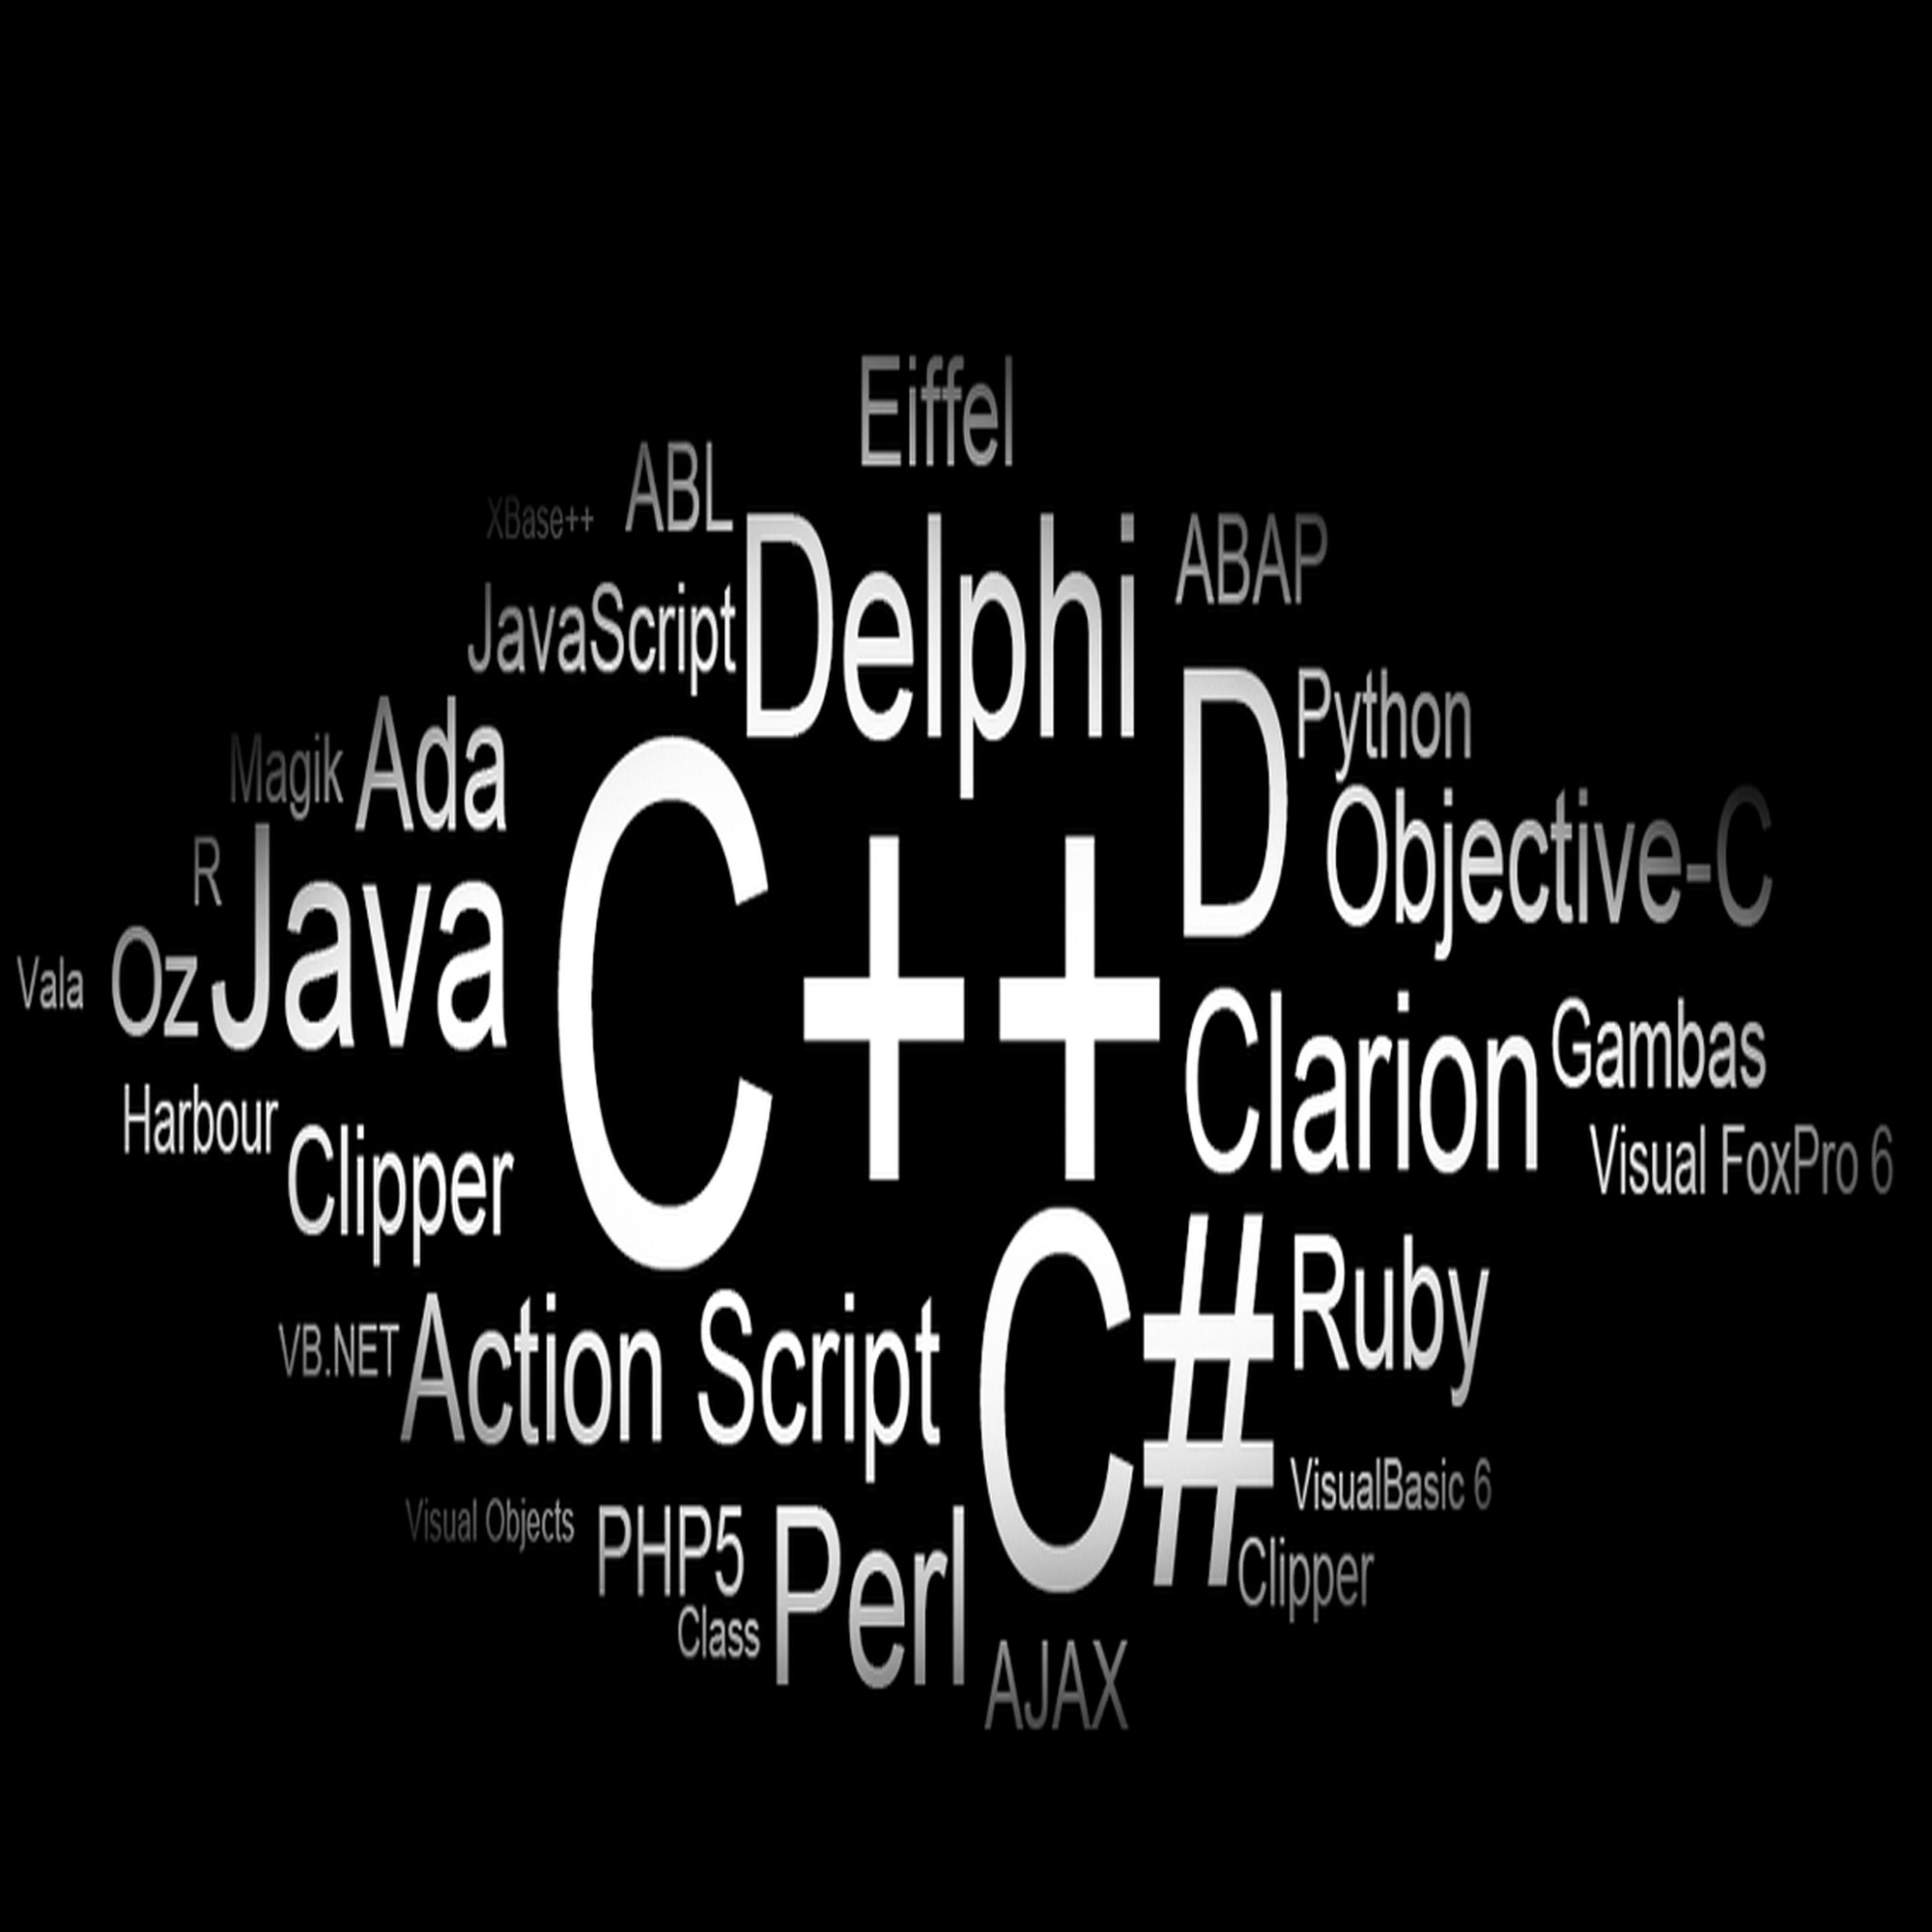 Eiffel
ABL
XBase++
Delphi
ABAP
JavaScript
Python
D
Ada
Magik
Objective-C
C++
R
Java
Oz
Vala
Clarion
Gambas
Harbour
Clipper
Visual FoxPro 6
C#
Ruby
VB.NET
Action Script
VisualBasic 6
Visual Objects
PHP5
Perl
Clipper
Class
AJAX